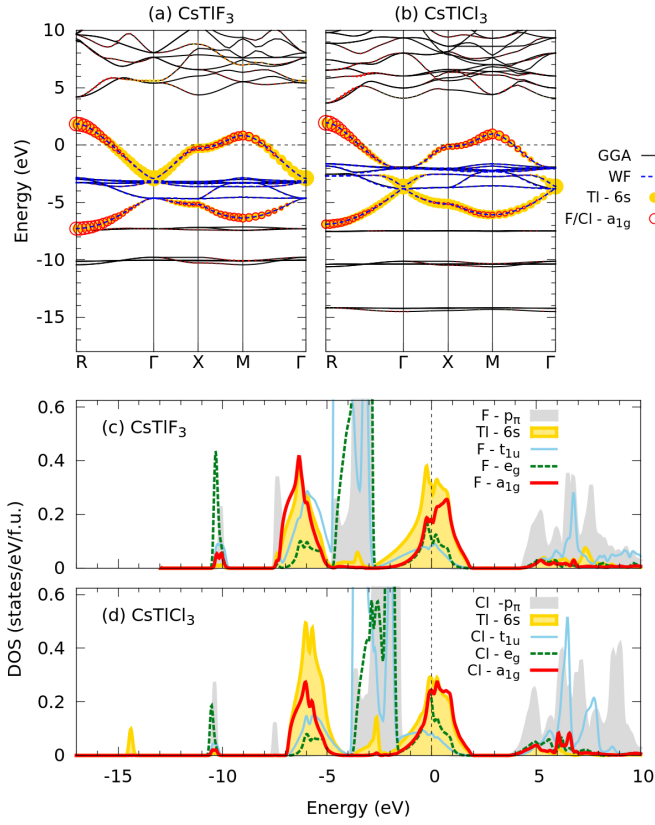 (a) CsTlF₃
(b) CsTlCl₃
10
5
0
-5
-10
-15
Energy (eV)
R Γ X M Γ
R Γ X M Γ
GGA
WF
Tl - 6s
F/Cl - a₁g
(c) CsTlF₃
0.6
0.4
0.2
0
F - pπ
Tl - 6s
F - t₁u
F - eg
F - a₁g
DOS (states/eV/f.u.)
(d) CsTlCl₃
0.6
0.4
0.2
0
Cl -pπ
Tl - 6s
Cl - t₁u
Cl - eg
Cl - a₁g
-15 -10 -5 0 5 10
Energy (eV)